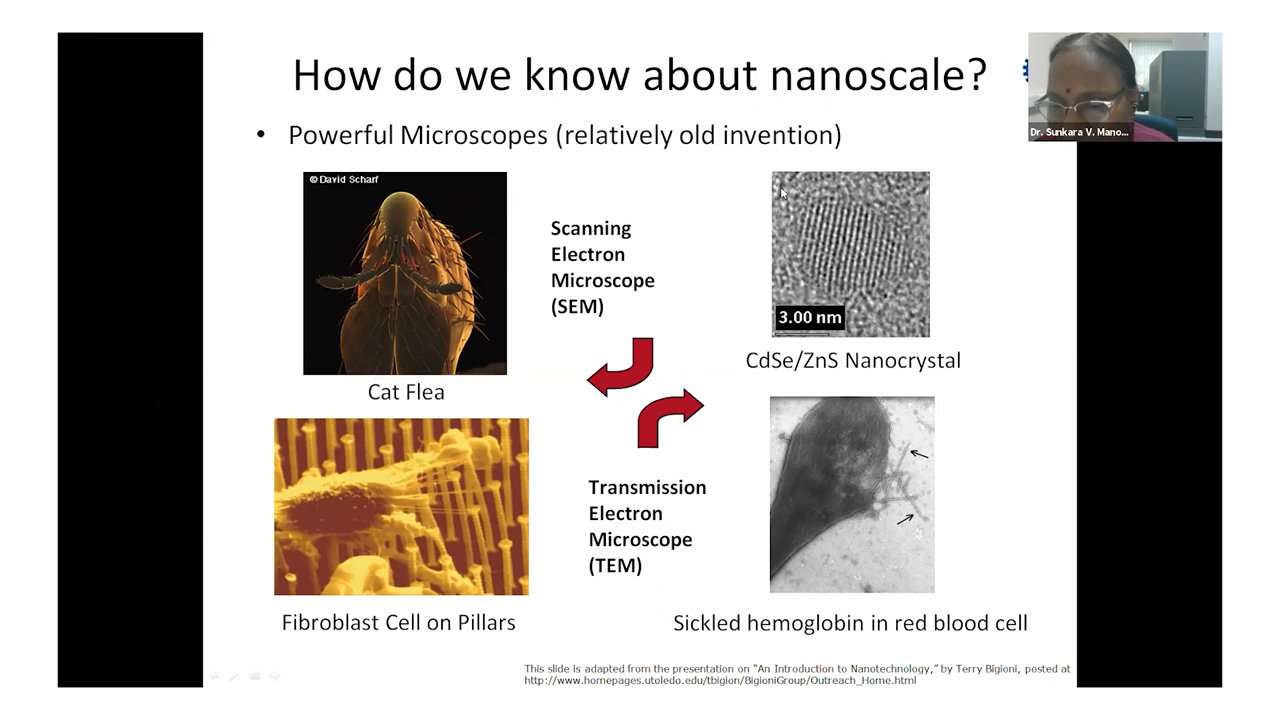 How do we know about nanoscale?
Dr. Sunkara V. Mano...
• Powerful Microscopes (relatively old invention)
© David Scharf
Scanning
Electron
Microscope
(SEM)
3.00 nm
CdSe/ZnS Nanocrystal
Cat Flea
Transmission
Electron
Microscope
(TEM)
Fibroblast Cell on Pillars
Sickled hemoglobin in red blood cell
This slide is adapted from the presentation on “An Introduction to Nanotechnology,” by Terry Bigioni, posted at
http://www.homepages.utoledo.edu/tbigion/BigioniGroup/Outreach_Home.html